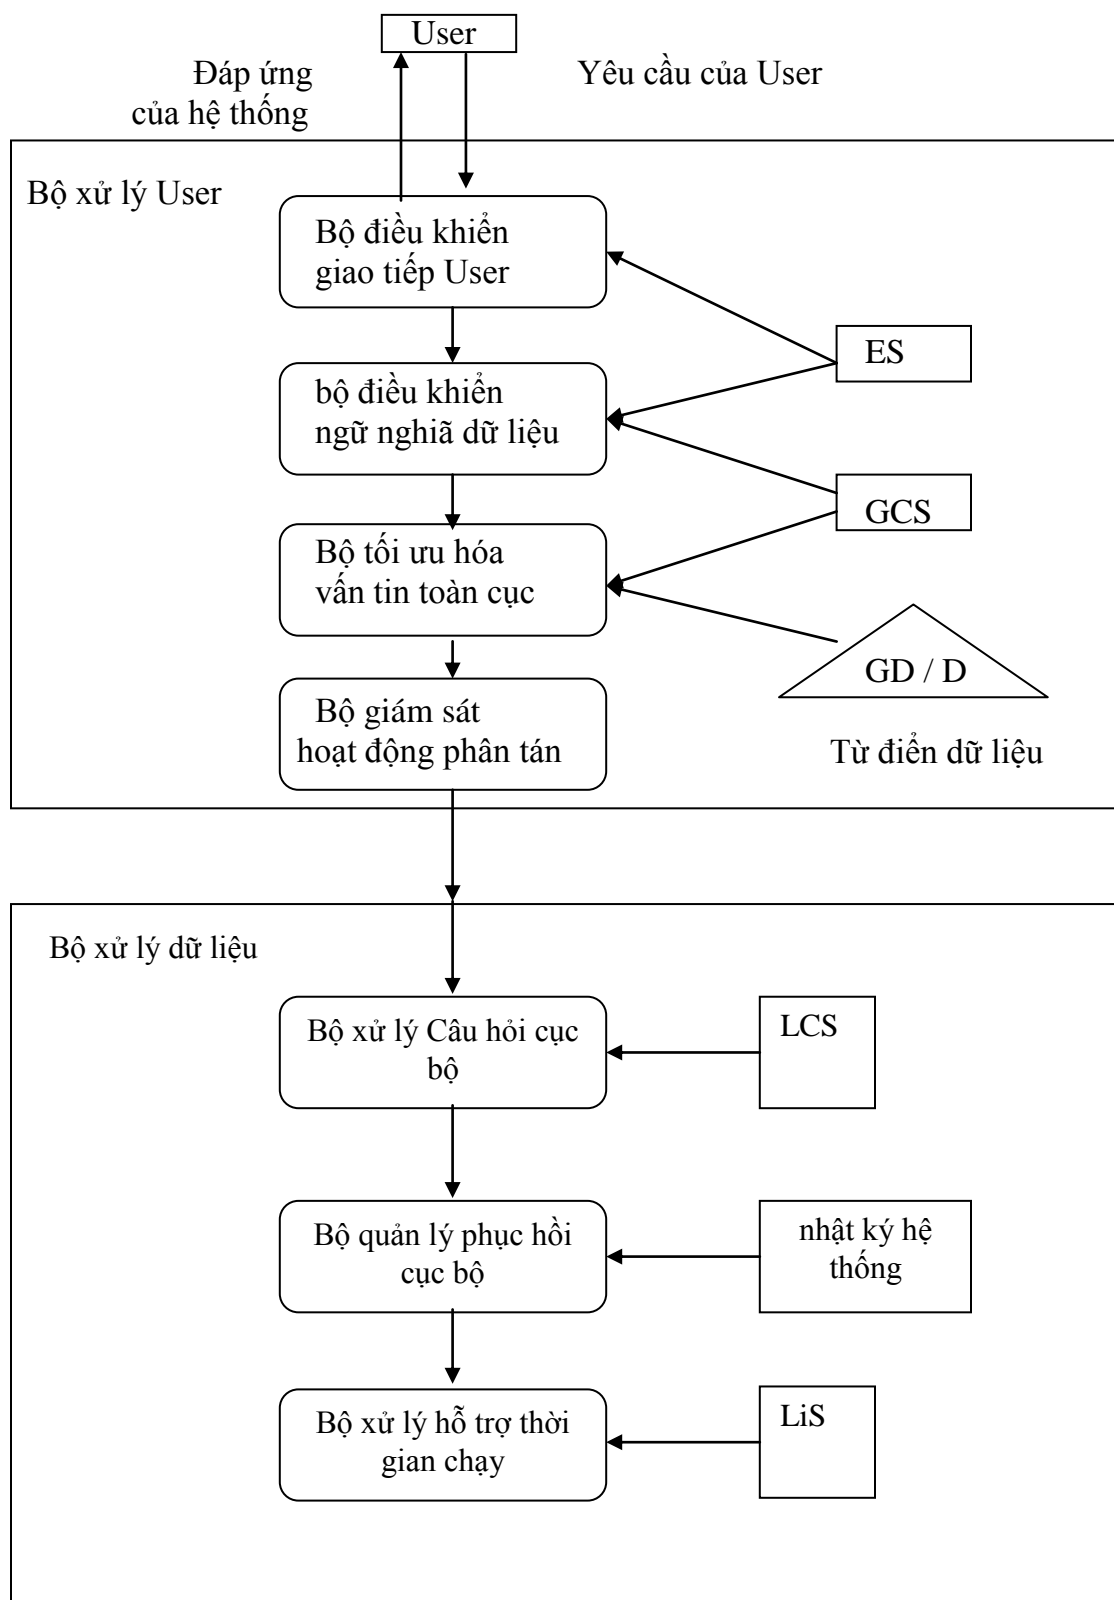 User
Đáp ứng
của hệ thống
Yêu cầu của User
Bộ xử lý User
Bộ điều khiển
giao tiếp User
ES
bộ điều khiển
ngữ nghiã dữ liệu
GCS
Bộ tối ưu hóa
vấn tin toàn cục
GD / D
Bộ giám sát
hoạt động phân tán
Từ điển dữ liệu
Bộ xử lý dữ liệu
Bộ xử lý Câu hỏi cục
bộ
LCS
Bộ quản lý phục hồi
cục bộ
nhật ký hệ
thống
Bộ xử lý hỗ trợ thời
gian chạy
LiS